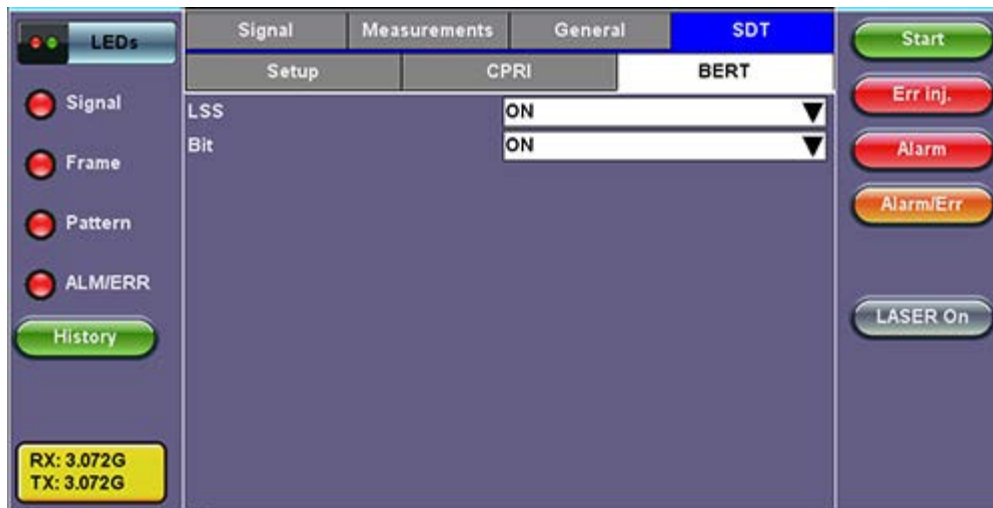 LEDs
Signal
Frame
Pattern
ALM/ERR
History
RX: 3.072G
TX: 3.072G
Signal Measurements General SDT
Setup CPRI BERT
LSS ON
Bit ON
Start
Err inj.
Alarm
Alarm/Err
LASER On